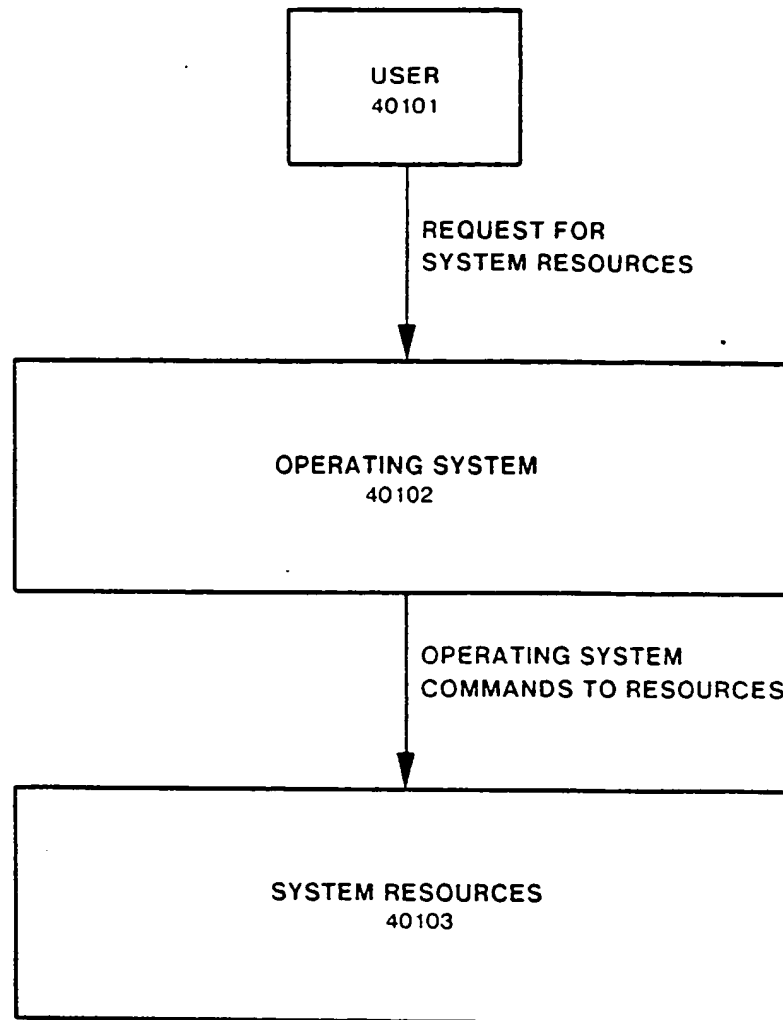 USER
40101
REQUEST FOR
SYSTEM RESOURCES
OPERATING SYSTEM
40102
OPERATING SYSTEM
COMMANDS TO RESOURCES
SYSTEM RESOURCES
40103